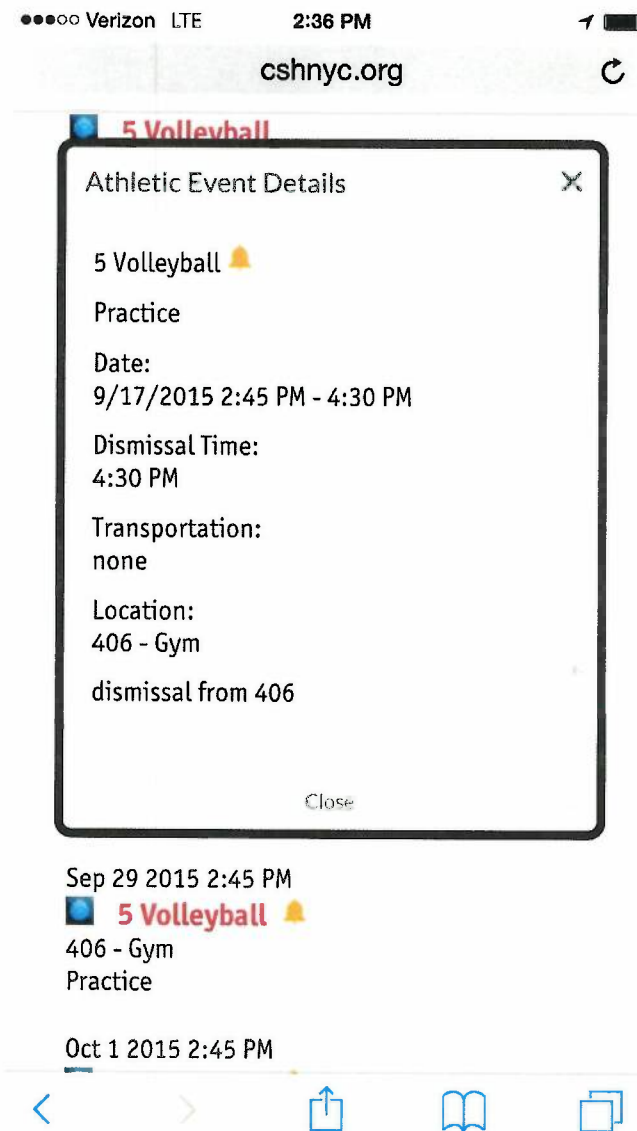 Verizon LTE 2:36 PM
cshnyc.org
5 Volleyball
Athletic Event Details
5 Volleyball
Practice
Date:
9/17/2015 2:45 PM - 4:30 PM
Dismissal Time:
4:30 PM
Transportation:
none
Location:
406 - Gym
dismissal from 406
Close
Sep 29 2015 2:45 PM
5 Volleyball
406 - Gym
Practice
Oct 1 2015 2:45 PM